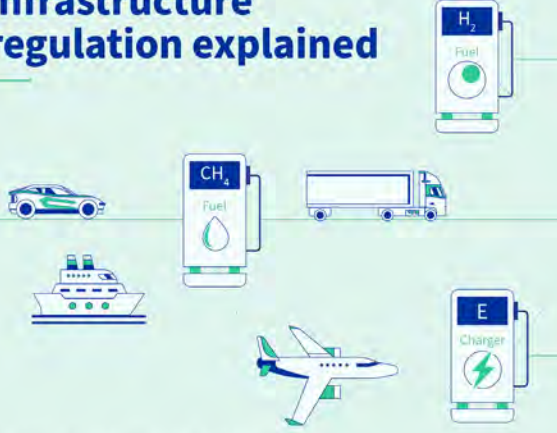 nfrastructure
regulation explained
H₂
Fuel
CH₄
Fuel
E
Charger